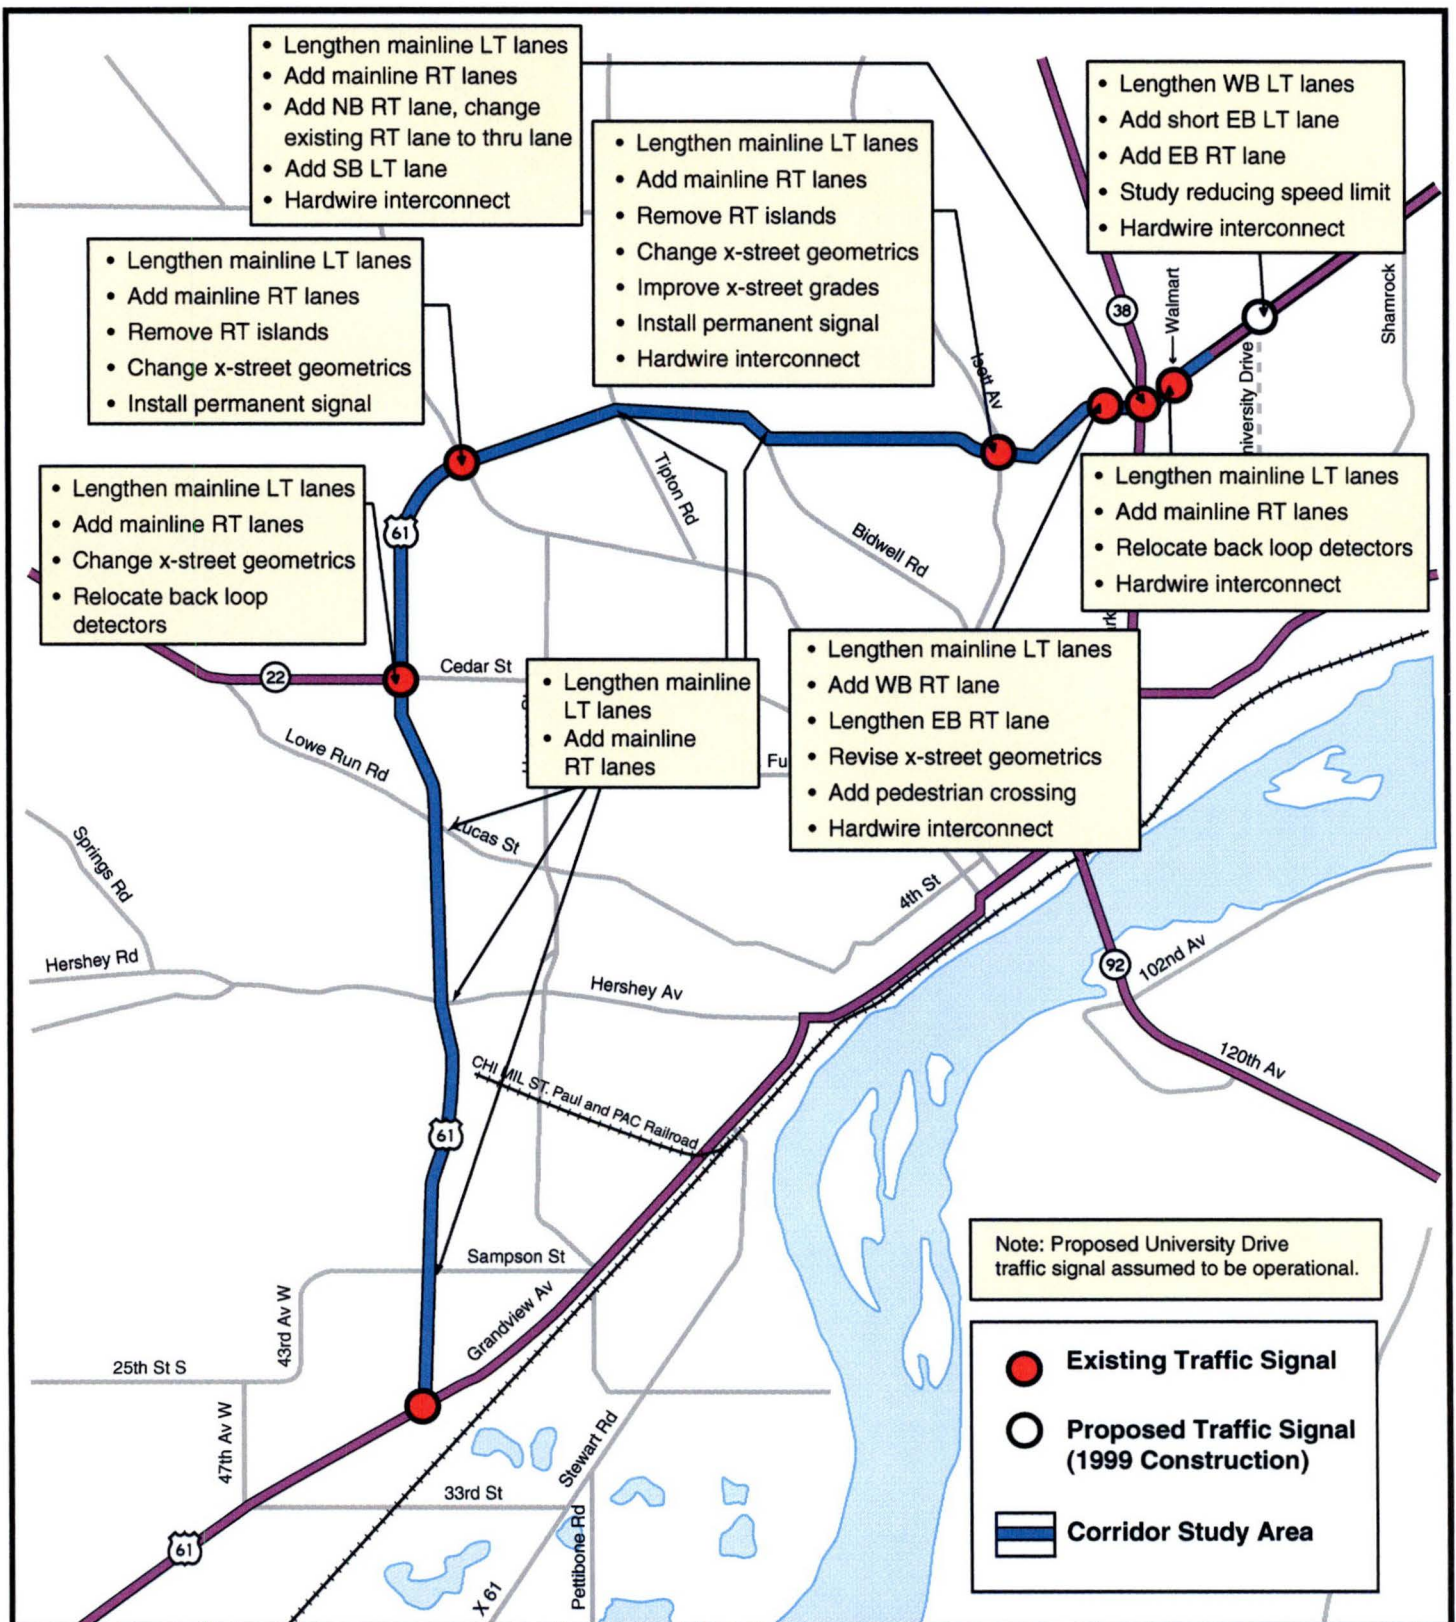 • Lengthen mainline LT lanes
• Add mainline RT lanes
• Add NB RT lane, change
existing RT lane to thru lane
• Add SB LT lane
• Hardwire interconnect
• Lengthen WB LT lanes
• Add short EB LT lane
• Add EB RT lane
• Study reducing speed limit
• Hardwire interconnect
• Lengthen mainline LT lanes
• Add mainline RT lanes
• Remove RT islands
• Change x-street geometrics
• Improve x-street grades
• Install permanent signal
• Hardwire interconnect
• Lengthen mainline LT lanes
• Add mainline RT lanes
• Remove RT islands
• Change x-street geometrics
• Install permanent signal
38
Walmart
Shamrock
Isett Av
University Drive
• Lengthen mainline LT lanes
• Add mainline RT lanes
• Change x-street geometrics
• Relocate back loop
detectors
61
Tipton Rd
Bidwell Rd
• Lengthen mainline LT lanes
• Add mainline RT lanes
• Relocate back loop detectors
• Hardwire interconnect
22
Cedar St
• Lengthen mainline
LT lanes
• Add mainline
RT lanes
• Lengthen mainline LT lanes
• Add WB RT lane
• Lengthen EB RT lane
• Revise x-street geometrics
• Add pedestrian crossing
• Hardwire interconnect
Fu
Lowe Run Rd
Lucas St
Springs Rd
4th St
Hershey Rd
Hershey Av
92
102nd Av
120th Av
CHI MIL ST. Paul and PAC Railroad
61
Sampson St
43rd Av W
Grandview Av
25th St S
47th Av W
33rd St
Stewart Rd
Pettibone Rd
X 61
61
Note: Proposed University Drive
traffic signal assumed to be operational.
Existing Traffic Signal
Proposed Traffic Signal
(1999 Construction)
Corridor Study Area